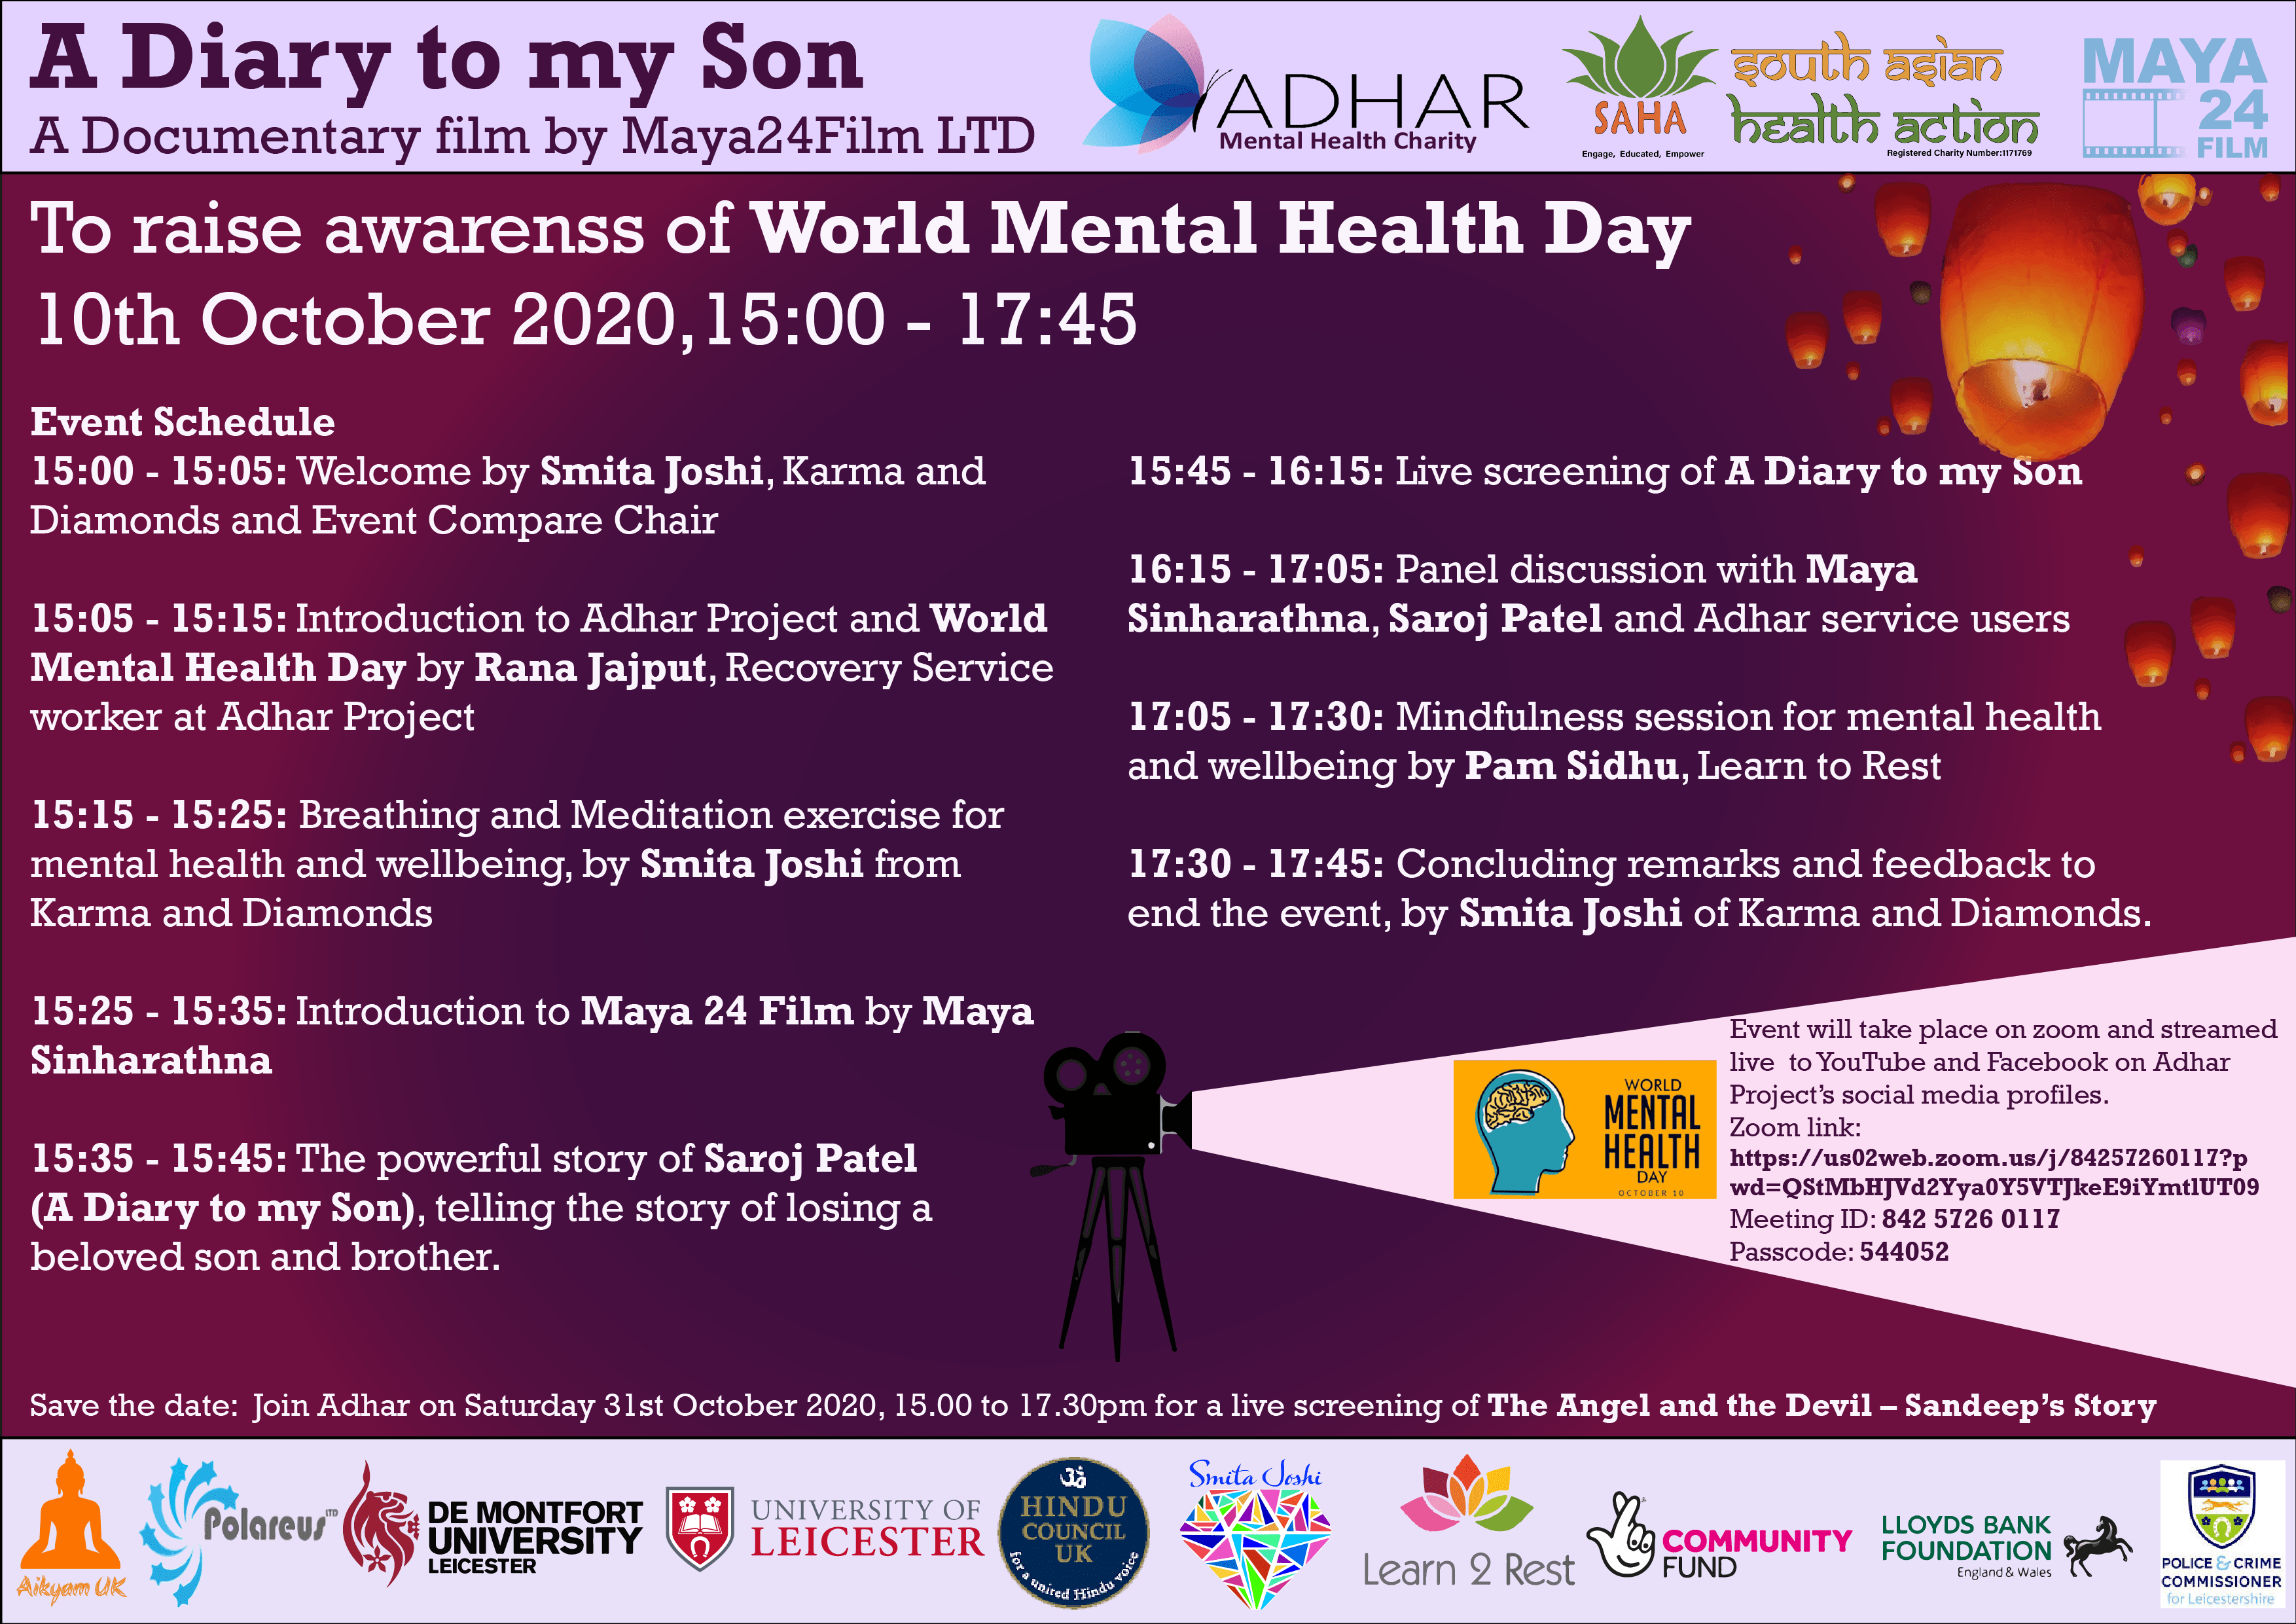 A Diary to my Son
A Documentary film by Maya24Film LTD
ADHAR
Mental Health Charity
SAHA
Engage, Educated, Empower
south asian
health action
Registered Charity Number:1171769
MAYA
24
FILM
To raise awarenss of World Mental Health Day
10th October 2020, 15:00 - 17:45
Event Schedule
15:00 - 15:05: Welcome by Smita Joshi, Karma and
Diamonds and Event Compare Chair
15:05 - 15:15: Introduction to Adhar Project and World
Mental Health Day by Rana Jajput, Recovery Service
worker at Adhar Project
15:15 - 15:25: Breathing and Meditation exercise for
mental health and wellbeing, by Smita Joshi from
Karma and Diamonds
15:25 - 15:35: Introduction to Maya 24 Film by Maya
Sinharathna
15:35 - 15:45: The powerful story of Saroj Patel
(A Diary to my Son), telling the story of losing a
beloved son and brother.
15:45 - 16:15: Live screening of A Diary to my Son
16:15 - 17:05: Panel discussion with Maya
Sinharathna, Saroj Patel and Adhar service users
17:05 - 17:30: Mindfulness session for mental health
and wellbeing by Pam Sidhu, Learn to Rest
17:30 - 17:45: Concluding remarks and feedback to
end the event, by Smita Joshi of Karma and Diamonds.
WORLD
MENTAL
HEALTH
DAY
OCTOBER 10
Event will take place on zoom and streamed
live to YouTube and Facebook on Adhar
Project's social media profiles.
Zoom link:
https://us02web.zoom.us/j/84257260117?p
wd=QStMbHJVd2Yya0Y5VTJkeE9iYmtlUT09
Meeting ID: 842 5726 0117
Passcode: 544052
Save the date: Join Adhar on Saturday 31st October 2020, 15.00 to 17.30pm for a live screening of The Angel and the Devil – Sandeep's Story
Aikyam UK
Polareus LTD
DE MONTFORT
UNIVERSITY
LEICESTER
UNIVERSITY OF
LEICESTER
ॐ
HINDU
COUNCIL
UK
for a united Hindu voice
Smita Joshi
Learn 2 Rest
COMMUNITY
FUND
LLOYDS BANK
FOUNDATION
England & Wales
POLICE & CRIME
COMMISSIONER
for Leicestershire